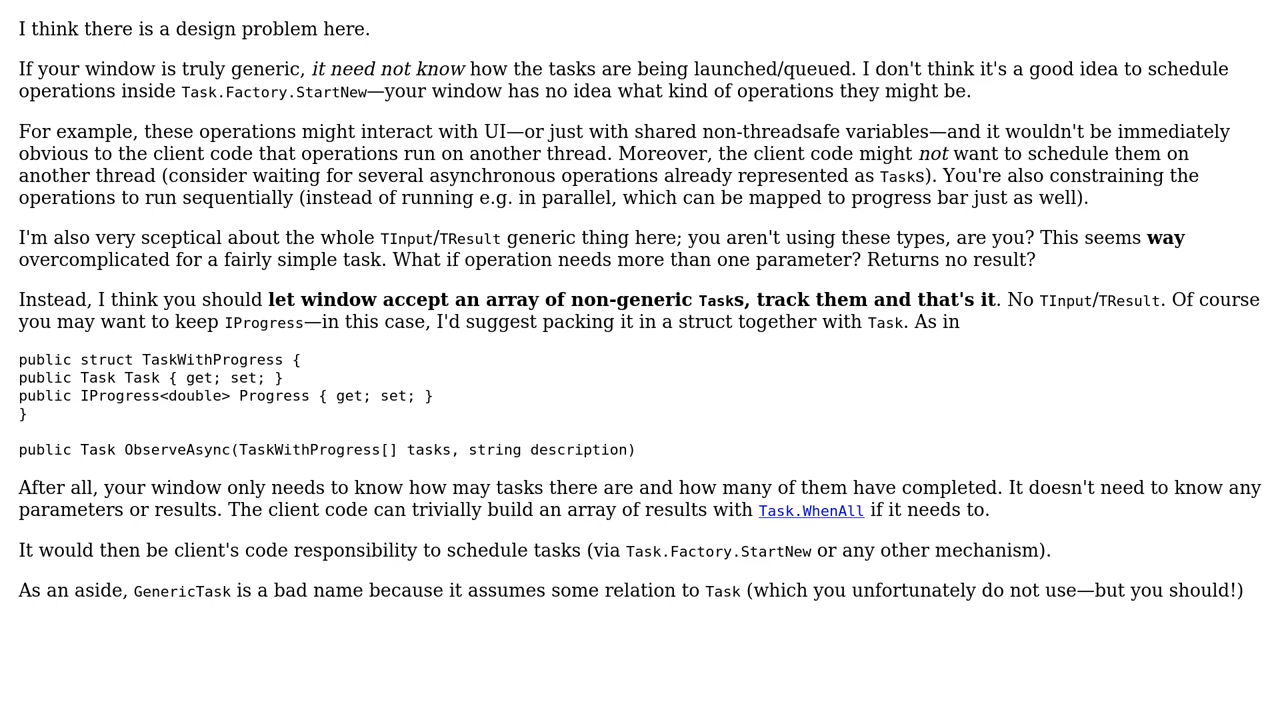 I think there is a design problem here.
If your window is truly generic, it need not know how the tasks are being launched/queued. I don't think it's a good idea to schedule
operations inside Task.Factory.StartNew—your window has no idea what kind of operations they might be.
For example, these operations might interact with UI—or just with shared non-threadsafe variables—and it wouldn't be immediately
obvious to the client code that operations run on another thread. Moreover, the client code might not want to schedule them on
another thread (consider waiting for several asynchronous operations already represented as Tasks). You're also constraining the
operations to run sequentially (instead of running e.g. in parallel, which can be mapped to progress bar just as well).
I'm also very sceptical about the whole TInput/TResult generic thing here; you aren't using these types, are you? This seems way
overcomplicated for a fairly simple task. What if operation needs more than one parameter? Returns no result?
Instead, I think you should let window accept an array of non-generic Tasks, track them and that's it. No TInput/TResult. Of course
you may want to keep IProgress—in this case, I'd suggest packing it in a struct together with Task. As in
public struct TaskWithProgress {
public Task Task { get; set; }
public IProgress<double> Progress { get; set; }
}
public Task ObserveAsync(TaskWithProgress[] tasks, string description)
After all, your window only needs to know how may tasks there are and how many of them have completed. It doesn't need to know any
parameters or results. The client code can trivially build an array of results with Task.WhenAll if it needs to.
It would then be client's code responsibility to schedule tasks (via Task.Factory.StartNew or any other mechanism).
As an aside, GenericTask is a bad name because it assumes some relation to Task (which you unfortunately do not use—but you should!)